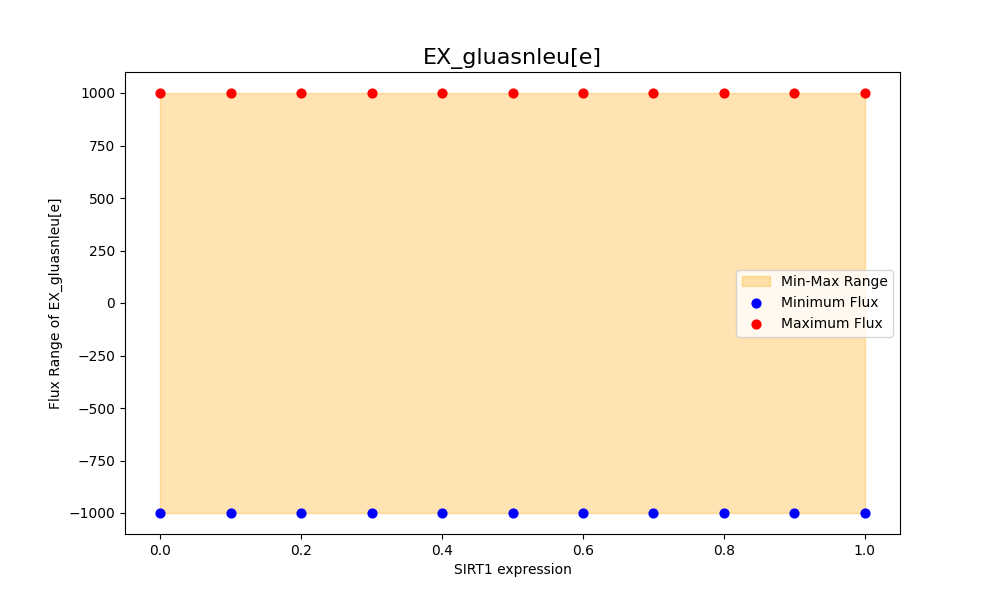 EX_gluasnleu[e]
Flux Range of EX_gluasnleu[e]
1000
750
500
250
0
−250
−500
−750
−1000
Min-Max Range
Minimum Flux
Maximum Flux
0.0 0.2 0.4 0.6 0.8 1.0
SIRT1 expression